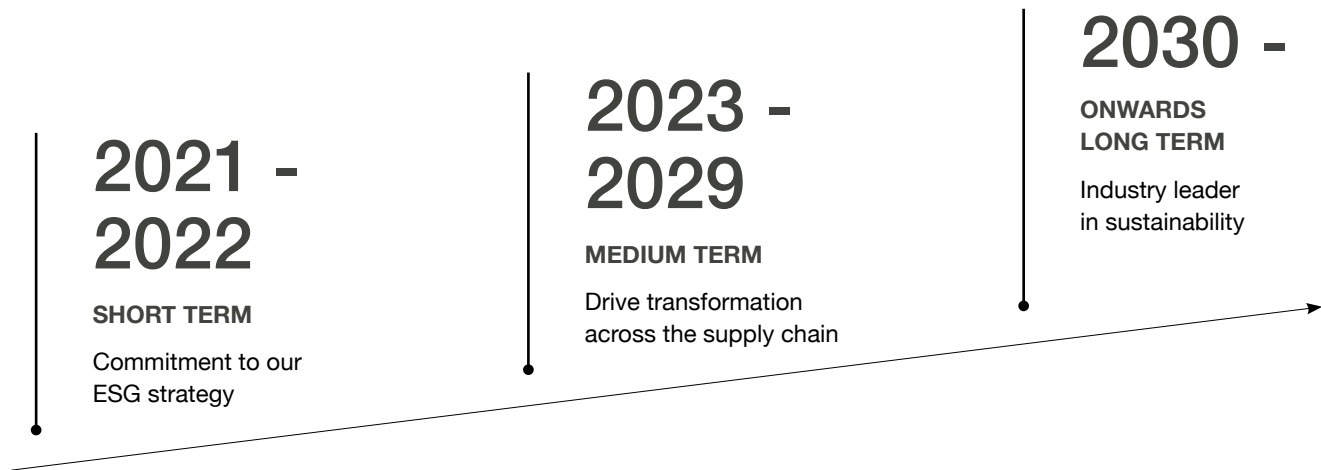 2021 -
2022
SHORT TERM
Commitment to our
ESG strategy
2023 -
2029
MEDIUM TERM
Drive transformation
across the supply chain
2030 -
ONWARDS
LONG TERM
Industry leader
in sustainability